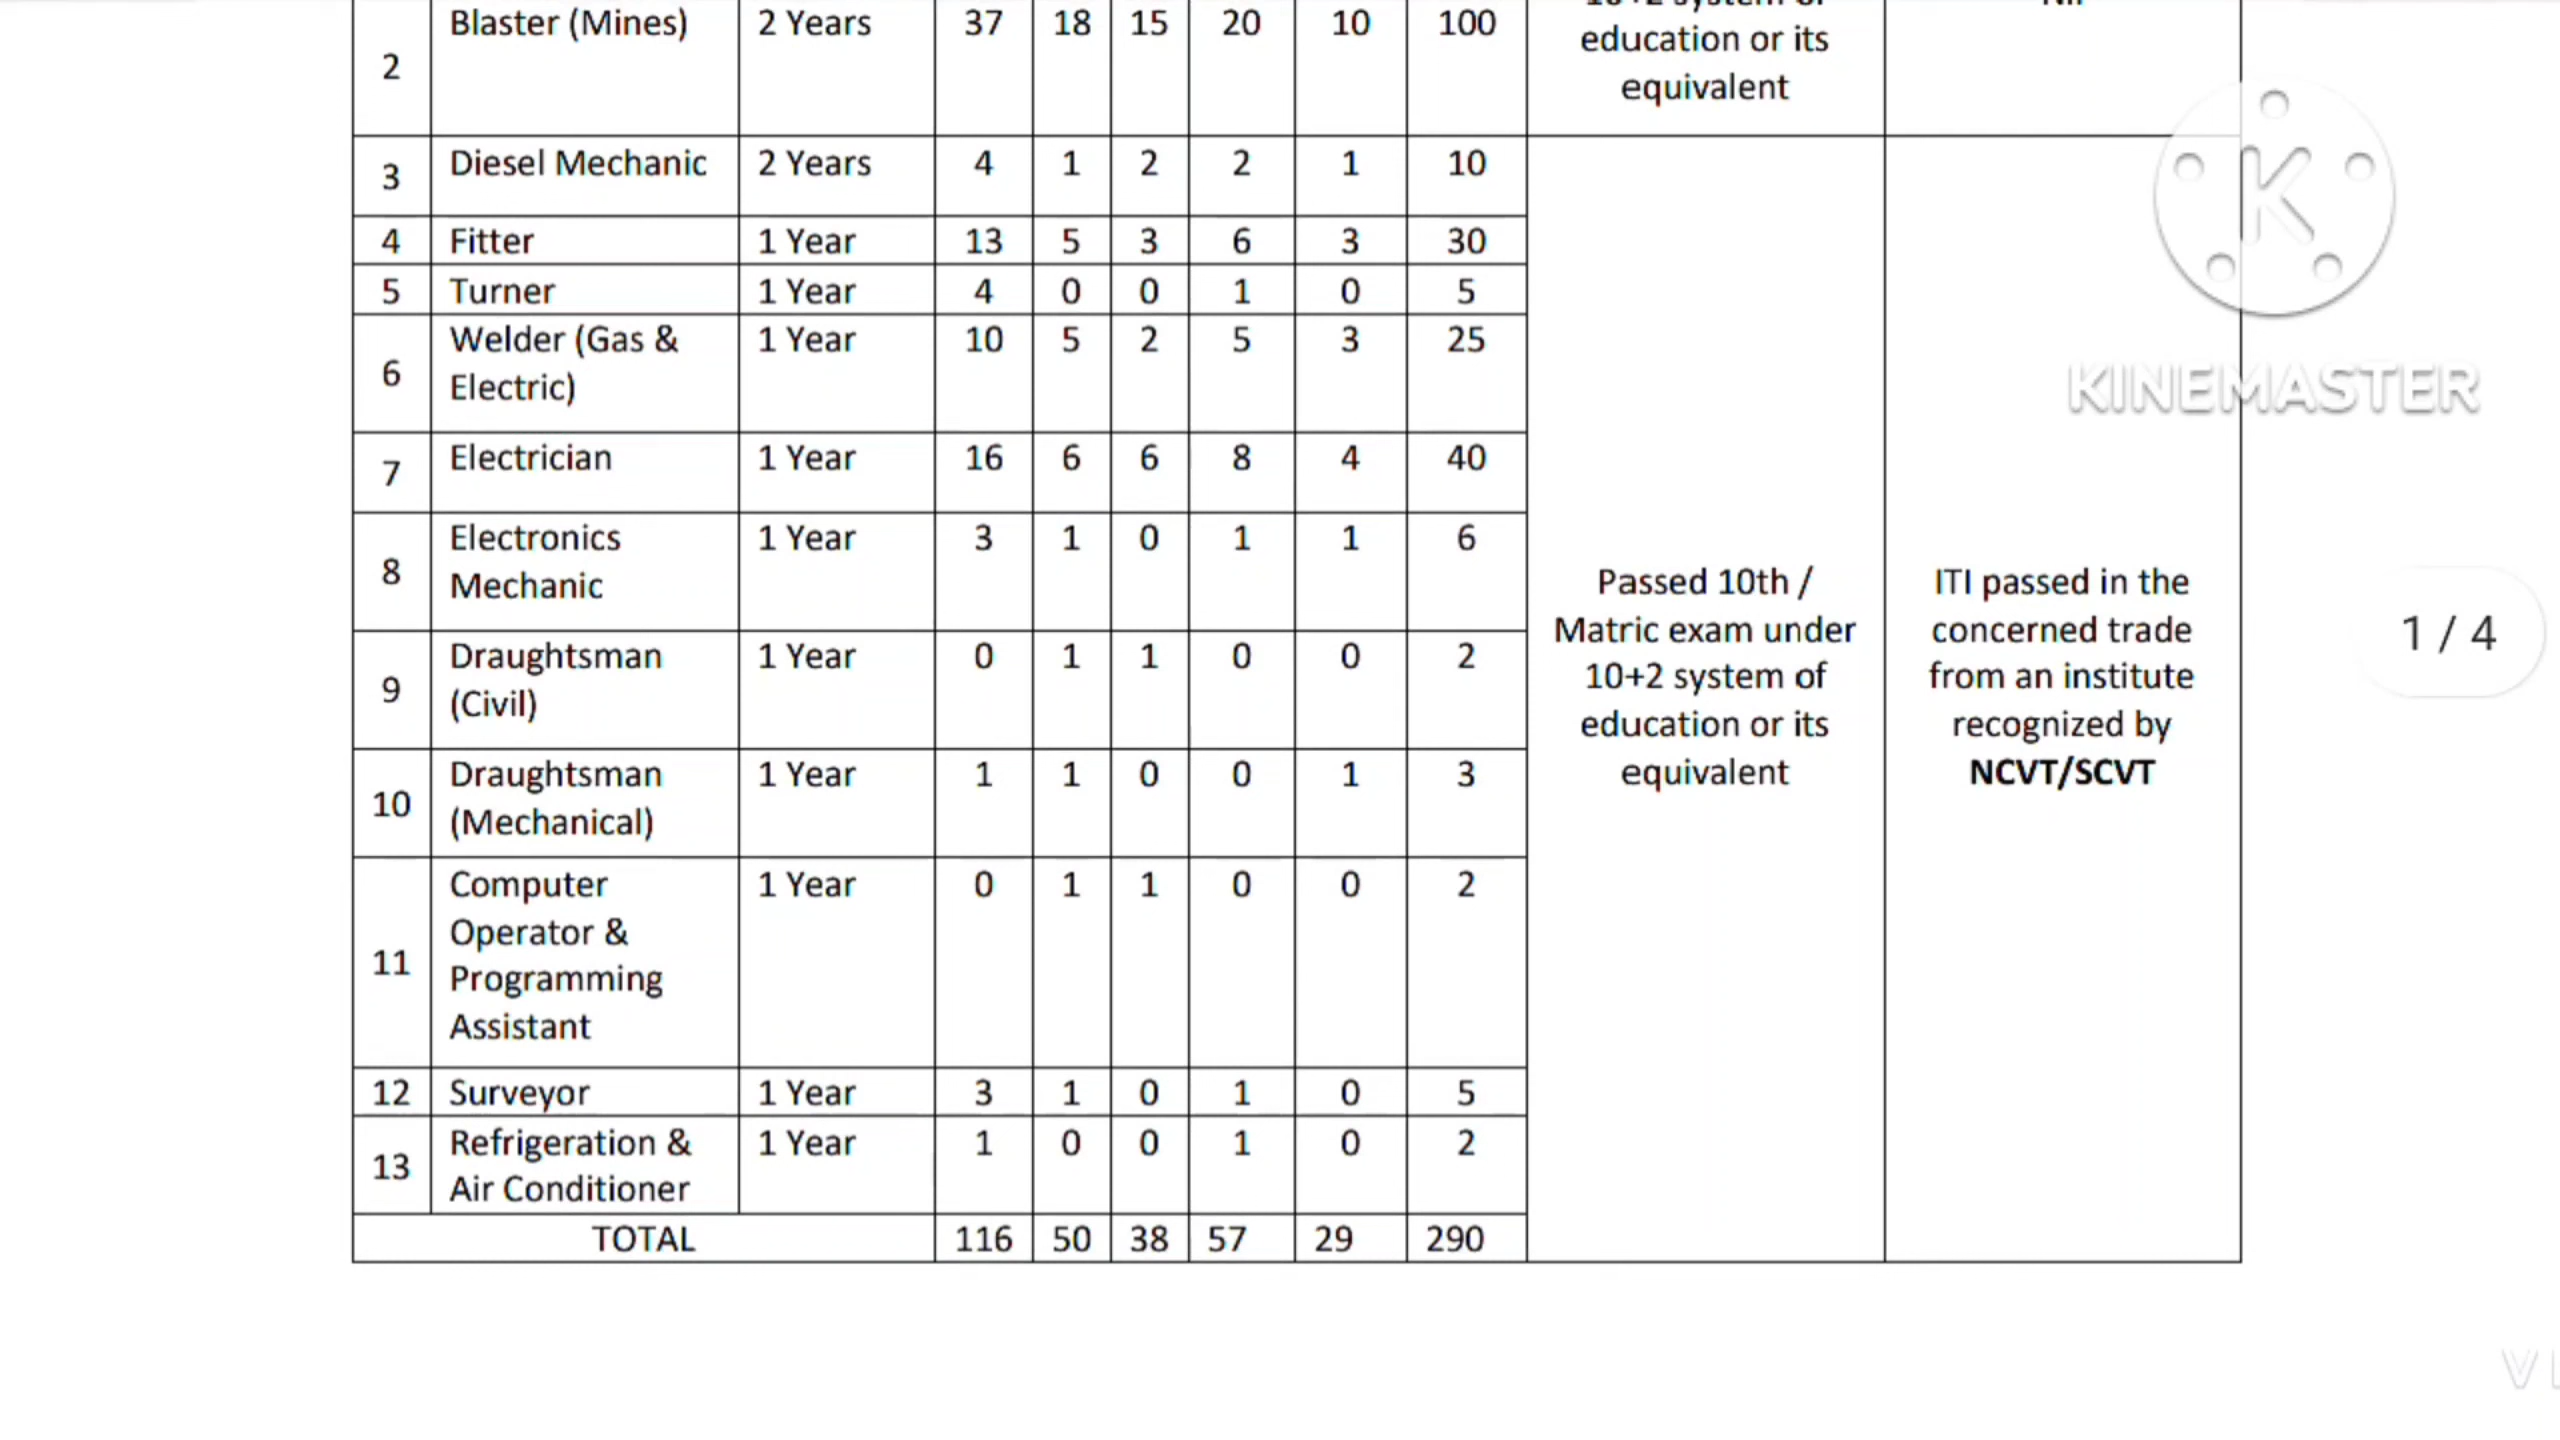 Blaster (Mines) 2 Years 37 18 15 20 10 100
2
education or its
equivalent
3 Diesel Mechanic 2 Years 4 1 2 2 1 10
4 Fitter 1 Year 13 5 3 6 3 30
5 Turner 1 Year 4 0 0 1 0 5
6 Welder (Gas & 1 Year 10 5 2 5 3 25
Electric)
7 Electrician 1 Year 16 6 6 8 4 40
8 Electronics 1 Year 3 1 0 1 1 6
Mechanic
9 Draughtsman 1 Year 0 1 1 0 0 2
(Civil)
10 Draughtsman 1 Year 1 1 0 0 1 3
(Mechanical)
11 Computer 1 Year 0 1 1 0 0 2
Operator &
Programming
Assistant
12 Surveyor 1 Year 3 1 0 1 0 5
13 Refrigeration & 1 Year 1 0 0 1 0 2
Air Conditioner
TOTAL 116 50 38 57 29 290
Passed 10th /
Matric exam under
10+2 system of
education or its
equivalent
ITI passed in the
concerned trade
from an institute
recognized by
NCVT/SCVT
K
KINEMASTER
1 / 4